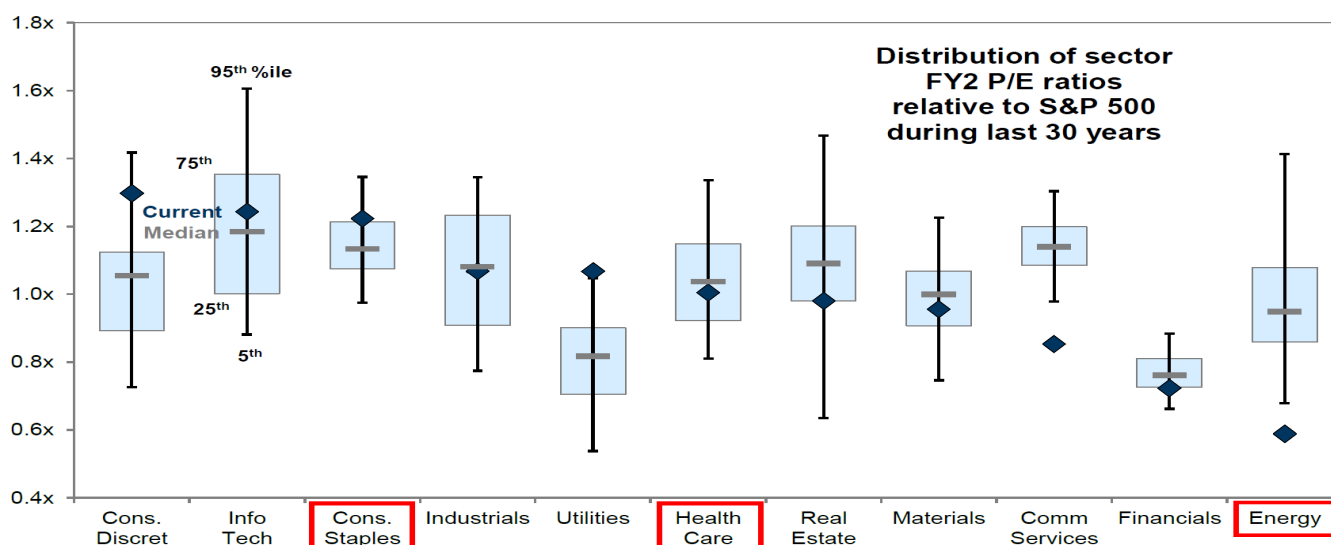 1.8x
1.6x
1.4x
1.2x
1.0x
0.8x
0.6x
0.4x
95th %ile
75th
Current
Median
25th
5th
Distribution of sector
FY2 P/E ratios
relative to S&P 500
during last 30 years
Cons.
Discret
Info
Tech
Cons.
Staples
Industrials
Utilities
Health
Care
Real
Estate
Materials
Comm
Services
Financials
Energy